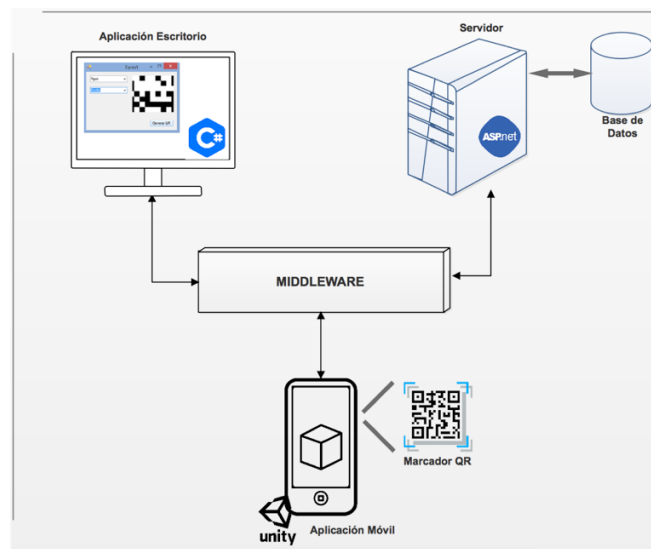 Aplicación Escritorio
Servidor
C#
ASP.net
Base de
Datos
MIDDLEWARE
Marcador QR
unity
Aplicación Móvil